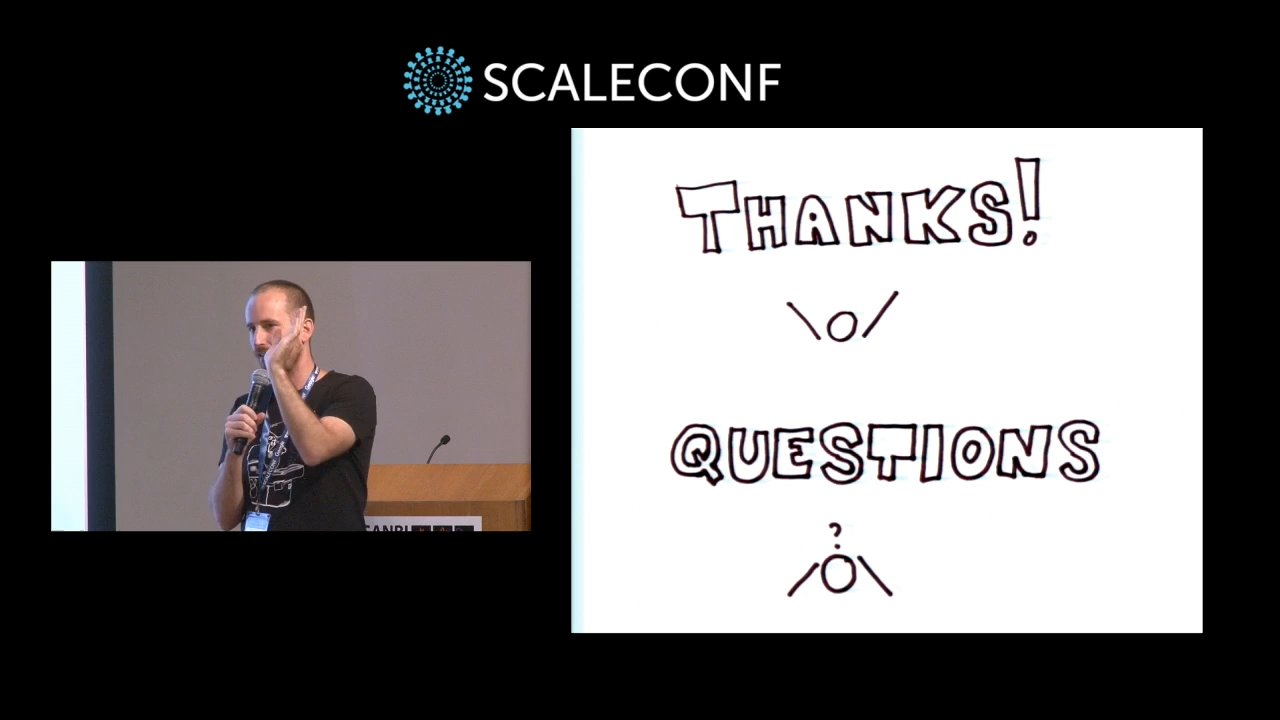 SCALECONF
THANKS!
\o/
QUESTIONS
?
/O\